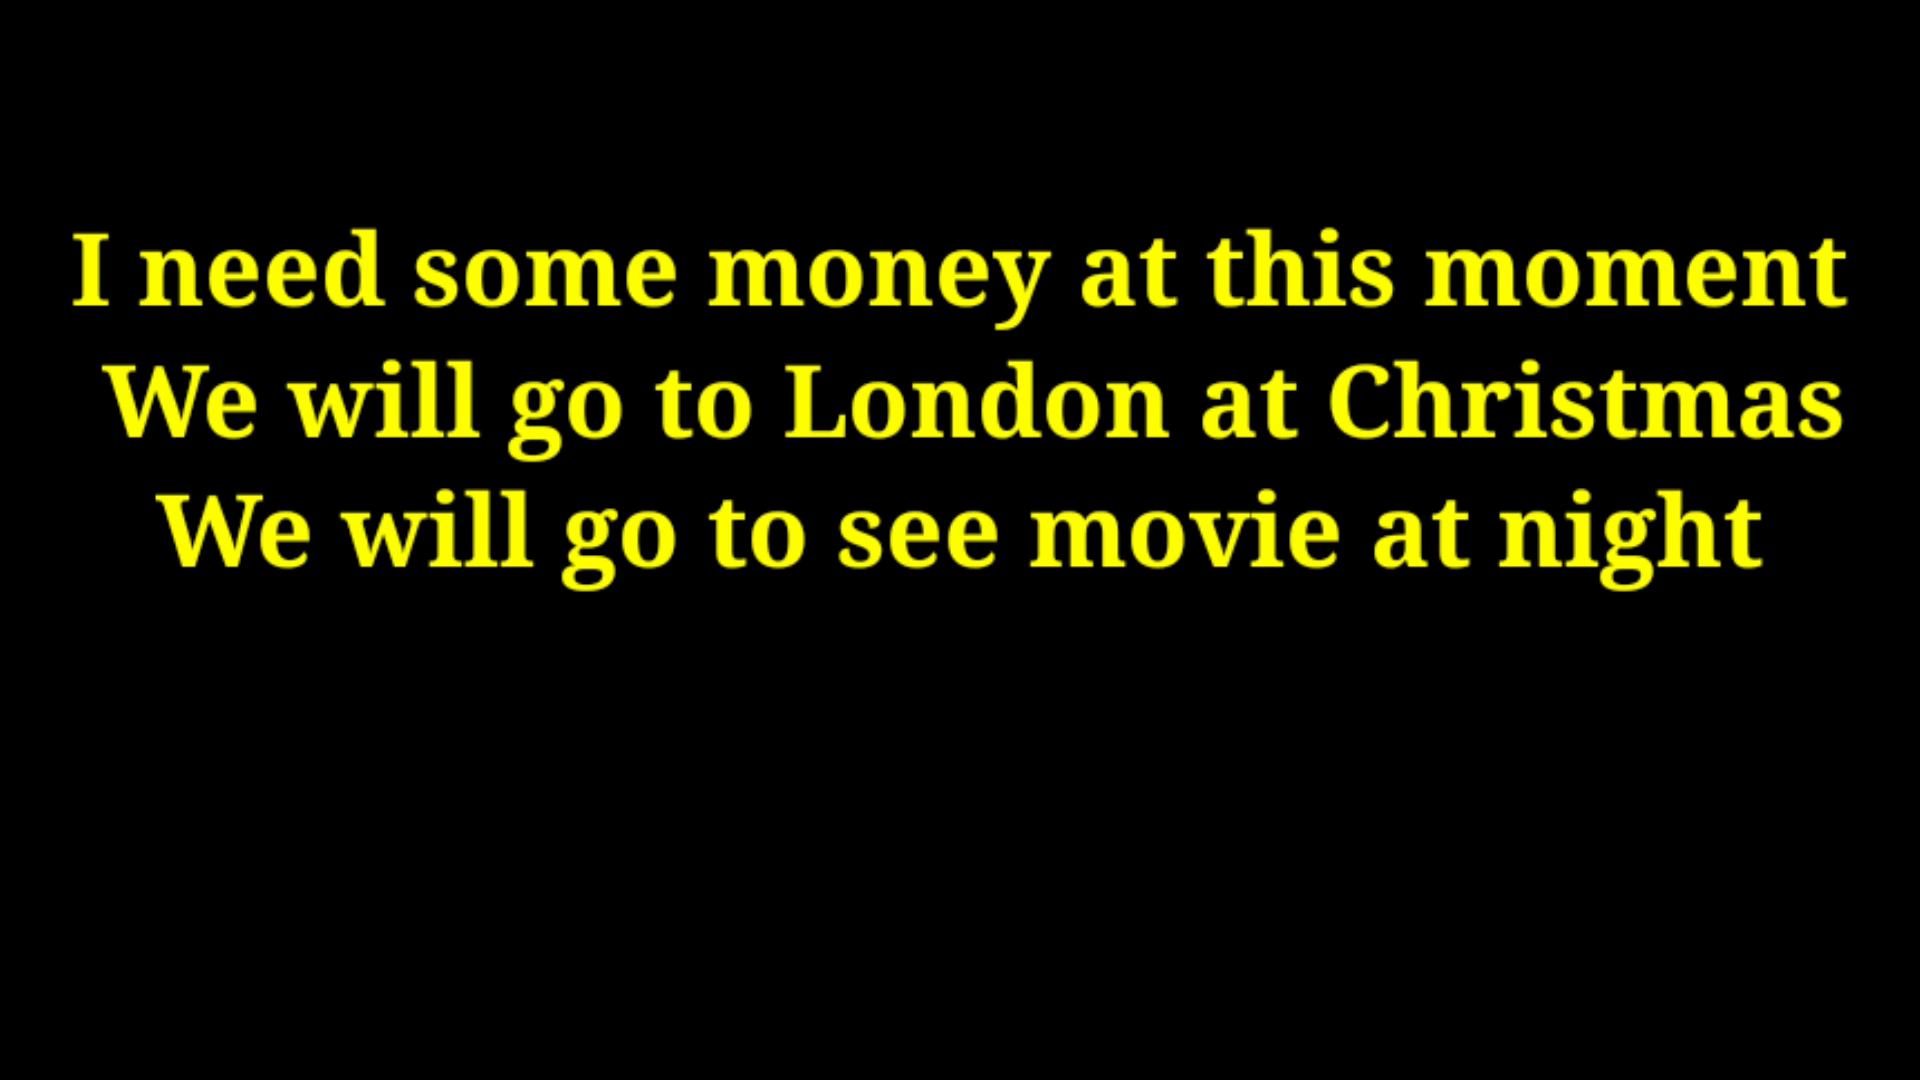 I need some money at this moment
We will go to London at Christmas
We will go to see movie at night